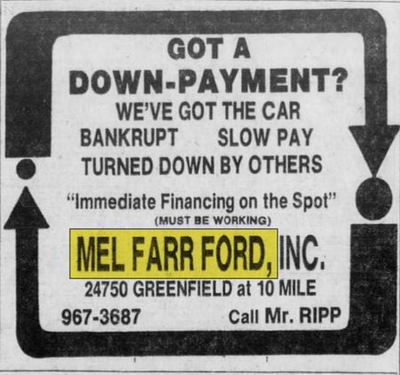 GOT A
DOWN-PAYMENT?
WE'VE GOT THE CAR
BANKRUPT SLOW PAY
TURNED DOWN BY OTHERS
"Immediate Financing on the Spot"
(MUST BE WORKING)
MEL FARR FORD, INC.
24750 GREENFIELD at 10 MILE
967-3687 Call Mr. RIPP